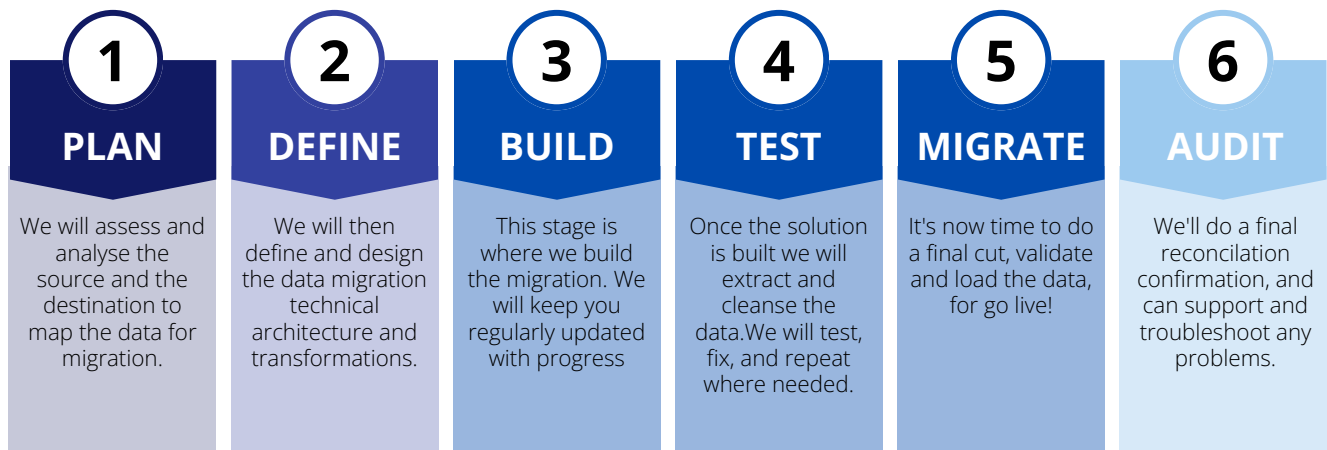 1
PLAN
We will assess and
analyse the
source and the
destination to
map the data for
migration.
2
DEFINE
We will then
define and design
the data migration
technical
architecture and
transformations.
3
BUILD
This stage is
where we build
the migration. We
will keep you
regularly updated
with progress
4
TEST
Once the solution
is built we will
extract and
cleanse the
data.We will test,
fix, and repeat
where needed.
5
MIGRATE
It's now time to do
a final cut, validate
and load the data,
for go live!
6
AUDIT
We'll do a final
reconcilation
confirmation, and
can support and
troubleshoot any
problems.